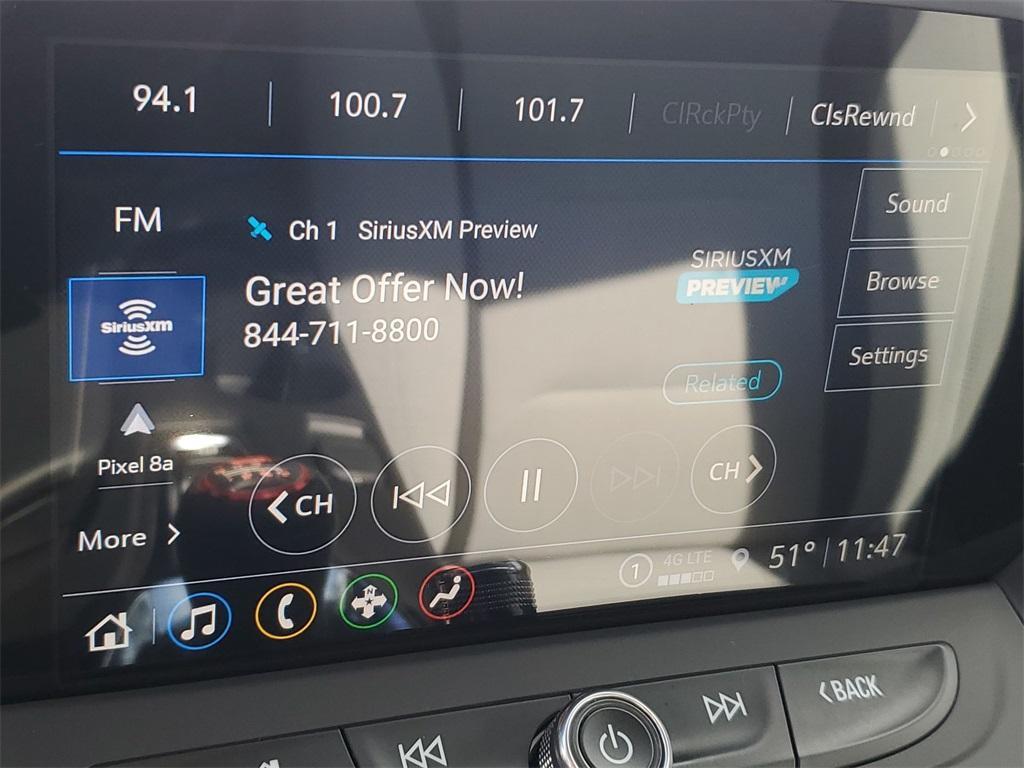 94.1 100.7 101.7 ClRckPty ClsRewnd
FM
Ch 1 SiriusXM Preview
Great Offer Now!
844-711-8800
SIRIUSXM
PREVIEW
Sound
Browse
Settings
SiriusXM
Related
Pixel 8a
CH
CH
More
1
4G LTE
51° 11:47
N
BACK